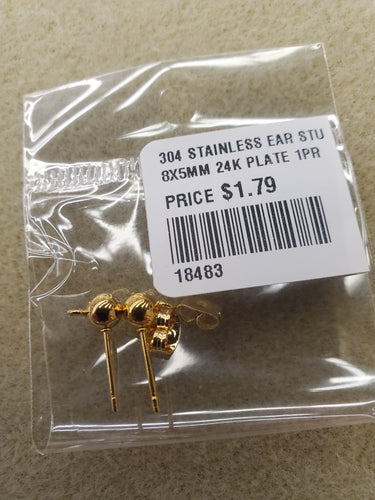 304 STAINLESS EAR STU
8X5MM 24K PLATE 1PR
PRICE $1.79
18483